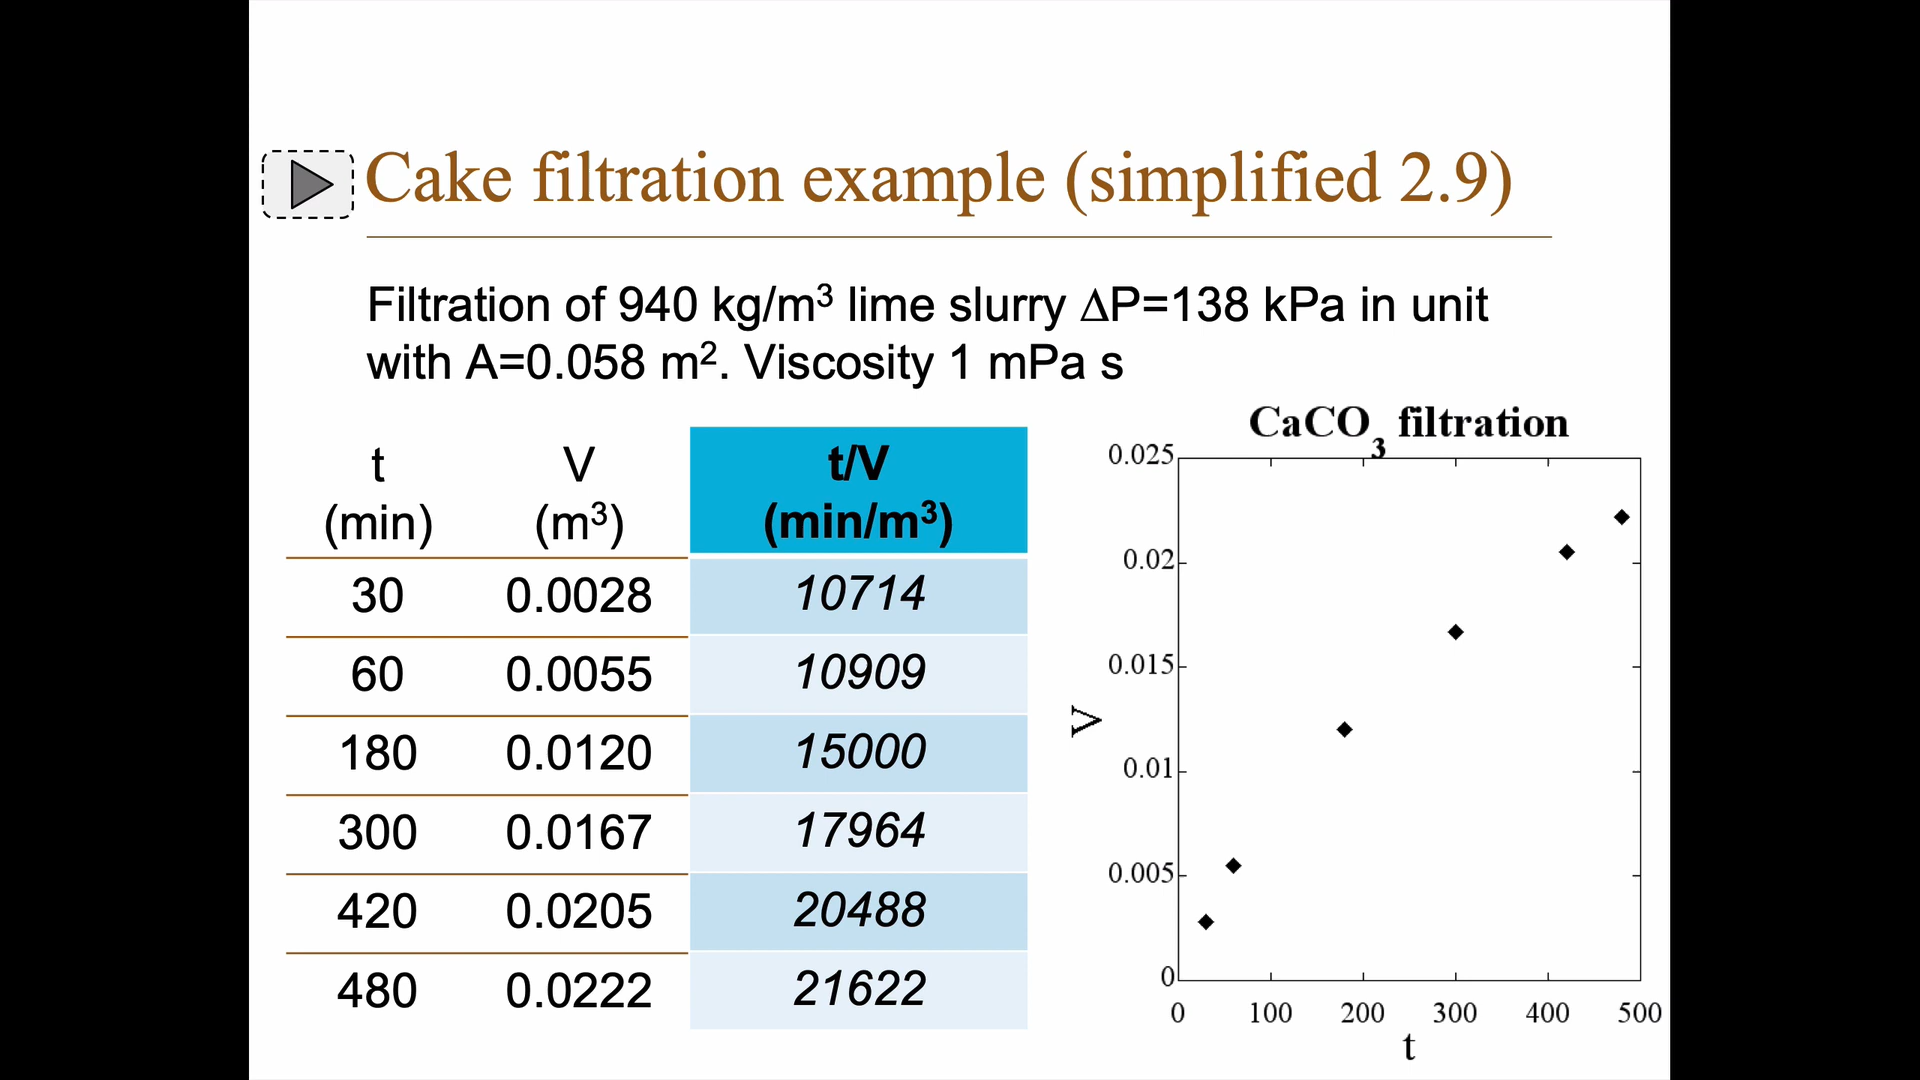 Cake filtration example (simplified 2.9)
Filtration of 940 kg/m³ lime slurry ΔP=138 kPa in unit
with A=0.058 m². Viscosity 1 mPa s
t V t/V
(min) (m³) (min/m³)
30 0.0028 10714
60 0.0055 10909
180 0.0120 15000
300 0.0167 17964
420 0.0205 20488
480 0.0222 21622
CaCO₃ filtration
0.025
0.02
0.015
V
0.01
0.005
0
0 100 200 300 400 500
t